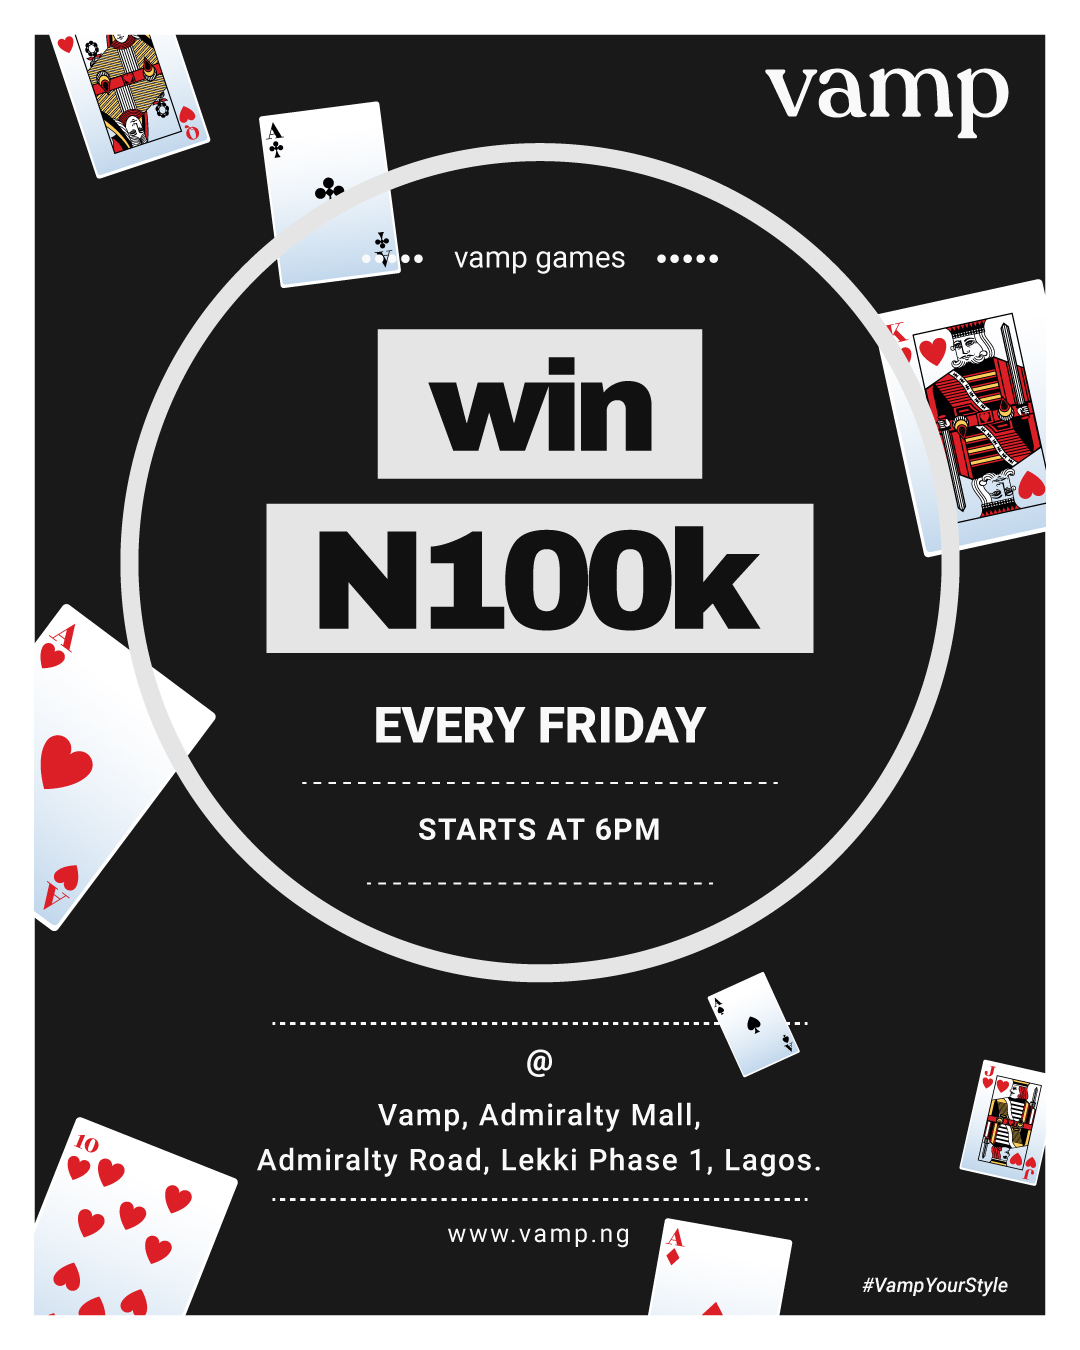 vamp
vamp games
win
N100k
EVERY FRIDAY
STARTS AT 6PM
@
Vamp, Admiralty Mall,
Admiralty Road, Lekki Phase 1, Lagos.
www.vamp.ng
#VampYourStyle
Q
A
A
K
A
A
A
A
J
J
10
A